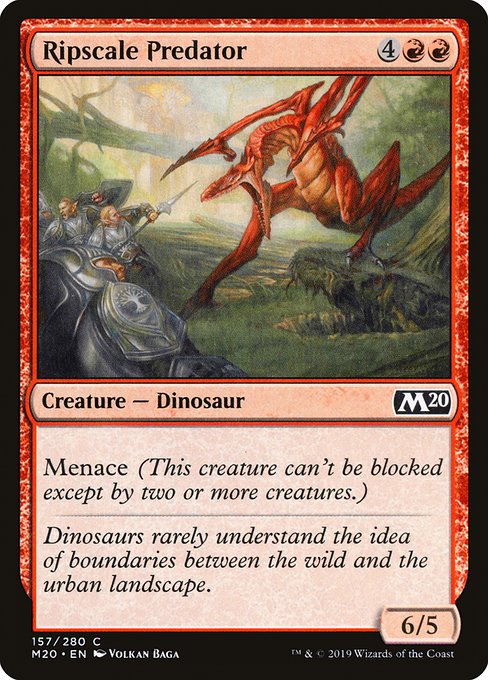 Ripscale Predator 4
Creature — Dinosaur M20
Menace (This creature can't be blocked
except by two or more creatures.)
Dinosaurs rarely understand the idea
of boundaries between the wild and the
urban landscape.
6/5
157/280 C
M20 • EN Volkan Baga ™ & © 2019 Wizards of the Coast